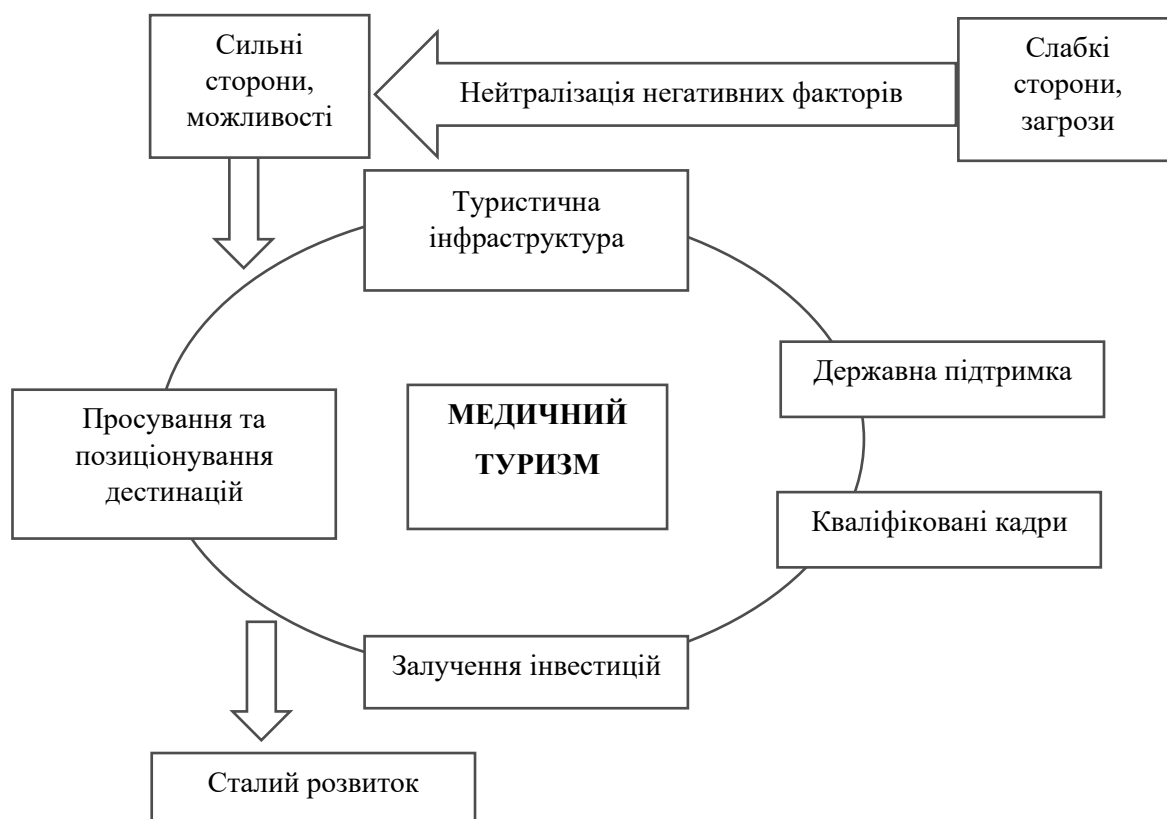 Сильні
сторони,
можливості
Нейтралізація негативних факторів
Слабкі
сторони,
загрози
Туристична
інфраструктура
Державна підтримка
Просування та
позиціонування
дестинацій
МЕДИЧНИЙ
ТУРИЗМ
Кваліфіковані кадри
Залучення інвестицій
Сталий розвиток